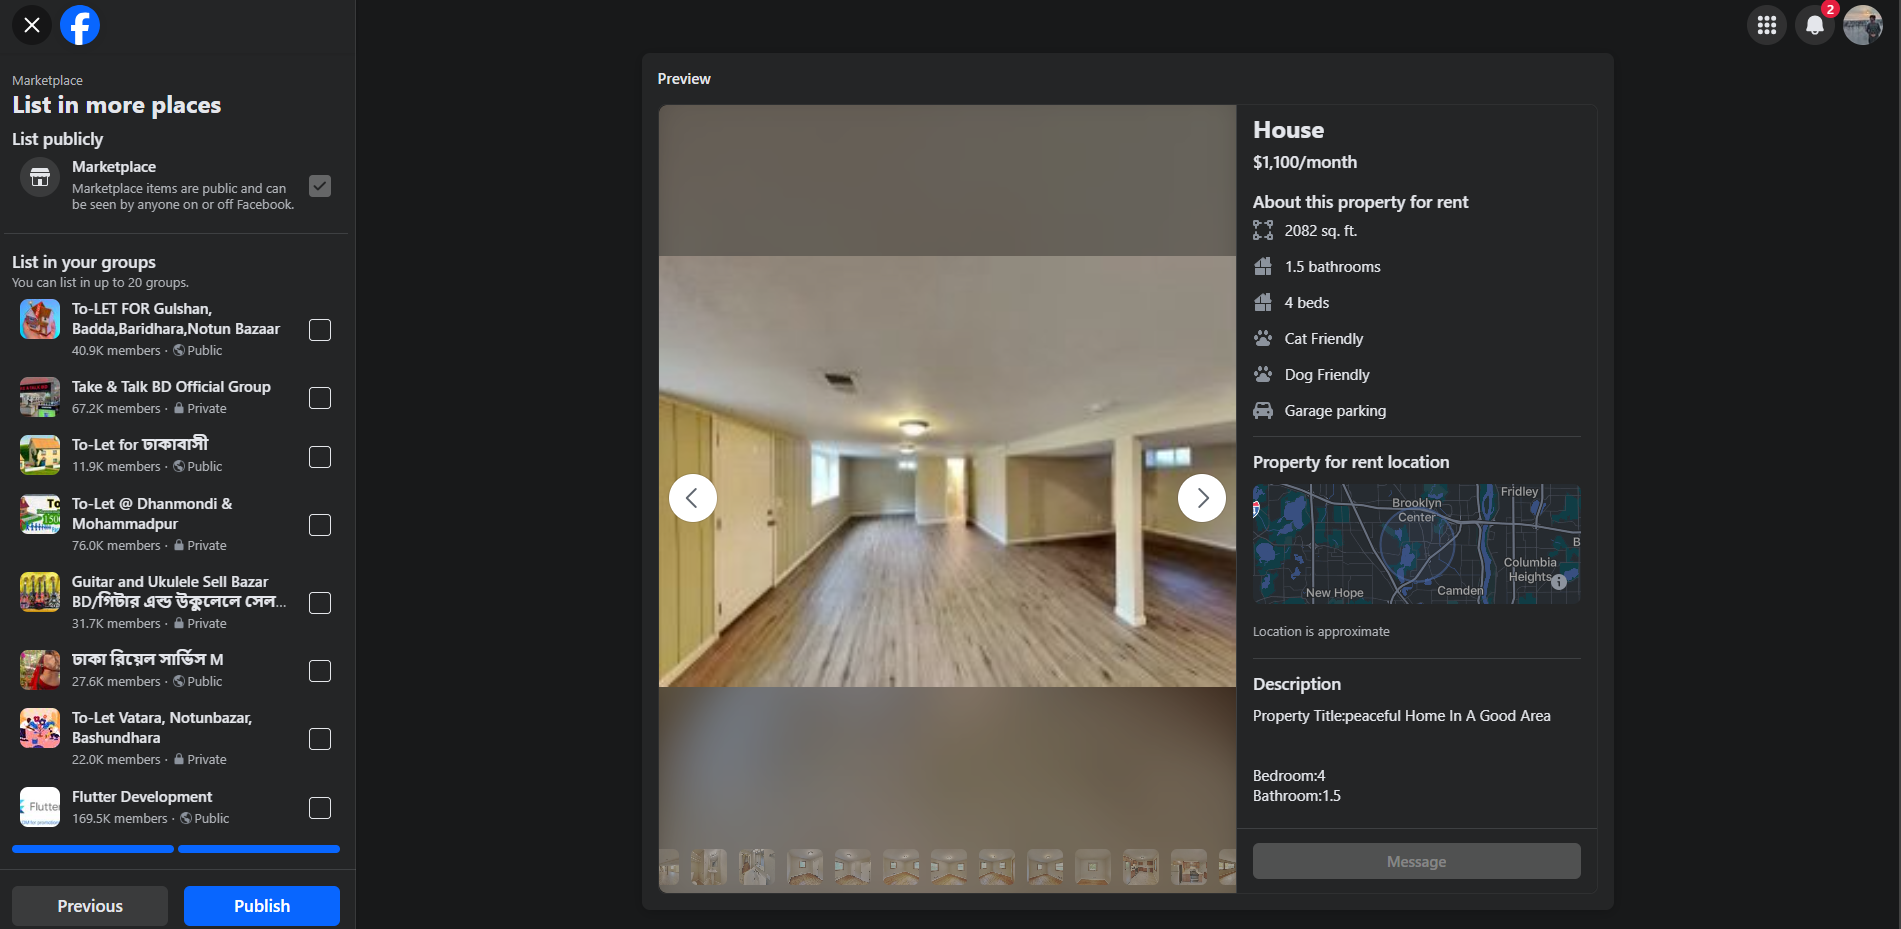 2
Marketplace
List in more places
List publicly
Marketplace
Marketplace items are public and can
be seen by anyone on or off Facebook.
List in your groups
You can list in up to 20 groups.
To-LET FOR Gulshan,
Badda,Baridhara,Notun Bazaar
40.9K members · Public
Take & Talk BD Official Group
67.2K members · Private
To-Let for ঢাকাবাসী
11.9K members · Public
To-Let @ Dhanmondi &
Mohammadpur
76.0K members · Private
Guitar and Ukulele Sell Bazar
BD/গিটার এন্ড উকুলেলে সেল...
31.7K members · Private
ঢাকা রিয়েল সার্ভিস M
27.6K members · Public
To-Let Vatara, Notunbazar,
Bashundhara
22.0K members · Private
Flutter Development
169.5K members · Public
Previous
Publish
Preview
House
$1,100/month
About this property for rent
2082 sq. ft.
1.5 bathrooms
4 beds
Cat Friendly
Dog Friendly
Garage parking
Property for rent location
Fridley
Brooklyn
Center
B
Columbia
Heights
New Hope
Camden
Location is approximate
Description
Property Title:peaceful Home In A Good Area
Bedroom:4
Bathroom:1.5
Message